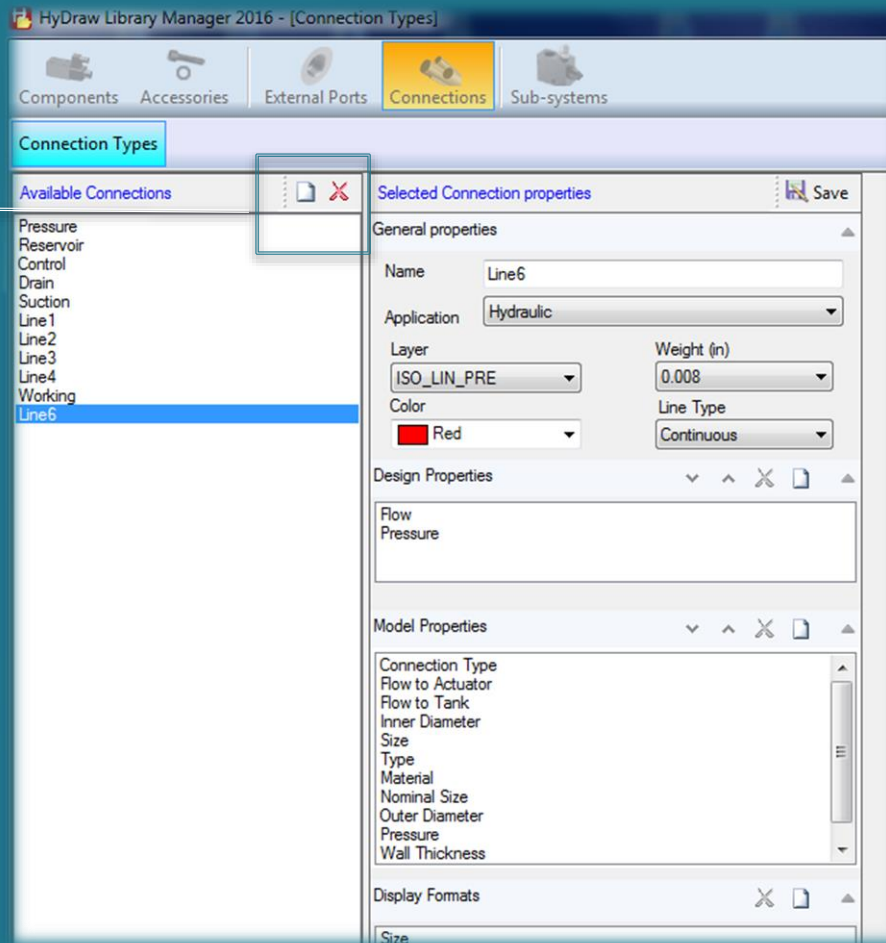 HyDraw Library Manager 2016 - [Connection Types]
Components Accessories External Ports Connections Sub-systems
Connection Types
Available Connections
Pressure
Reservoir
Control
Drain
Suction
Line1
Line2
Line3
Line4
Working
Line6
Selected Connection properties Save
General properties
Name Line6
Application Hydraulic
Layer Weight (in)
ISO_LIN_PRE 0.008
Color Line Type
Red Continuous
Design Properties
Flow
Pressure
Model Properties
Connection Type
Flow to Actuator
Flow to Tank
Inner Diameter
Size
Type
Material
Nominal Size
Outer Diameter
Pressure
Wall Thickness
Display Formats
Size